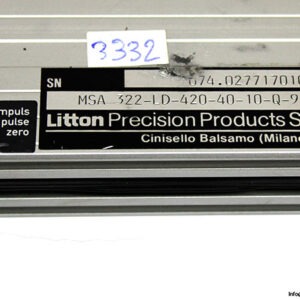 3332
SN 074.027717010
MSA 322-LD-420-40-10-Q-9
Litton Precision Products S
Cinisello Balsamo (Milano
mpuls
pulse
zero